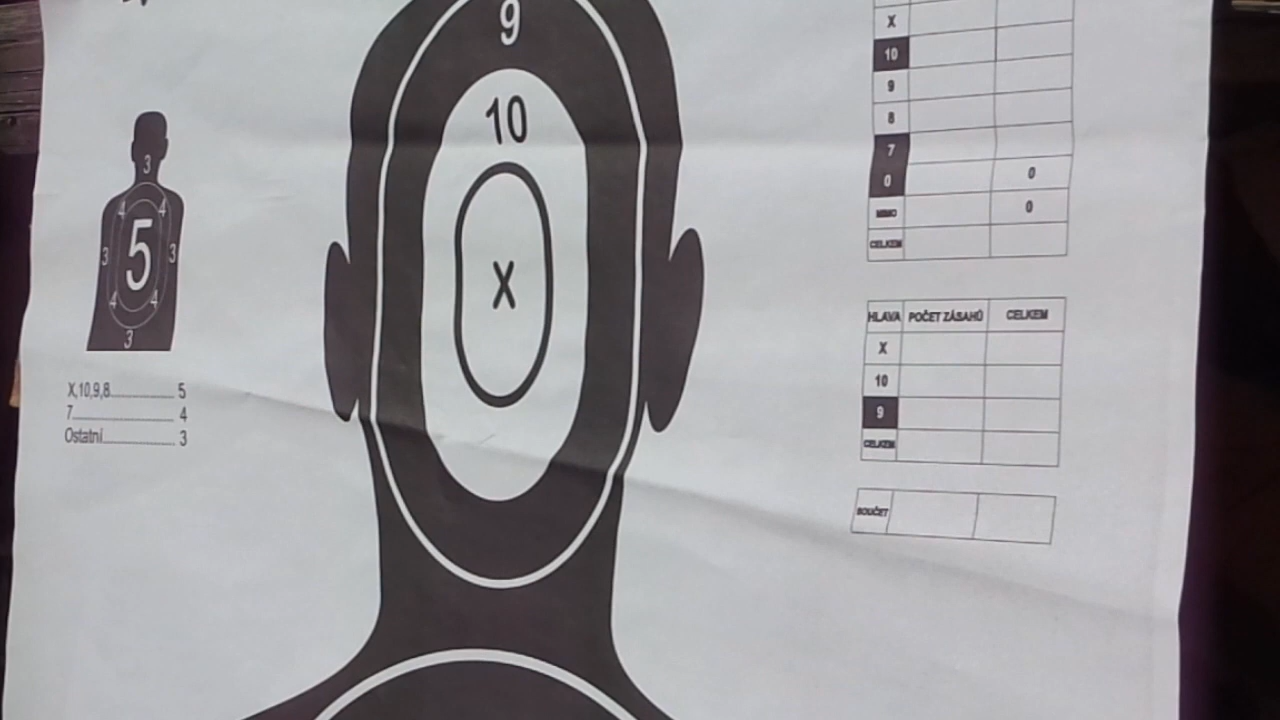 9
10
X
3
4 4
3 5 3
4 4
3
X,10,9,8 5
7 4
Ostatní 3
X
10
9
8
7
0 0
MIMO 0
CELKEM
HLAVA POČET ZÁSAHŮ CELKEM
X
10
9
CELKEM
SOUČET